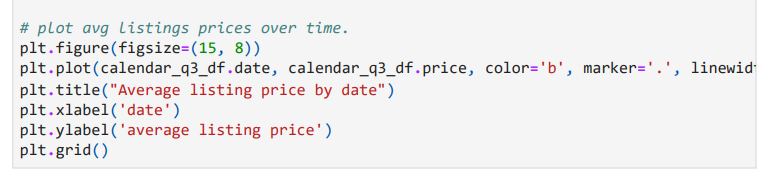 # plot avg listings prices over time.
plt.figure(figsize=(15, 8))
plt.plot(calendar_q3_df.date, calendar_q3_df.price, color='b', marker='.', linewid
plt.title("Average listing price by date")
plt.xlabel('date')
plt.ylabel('average listing price')
plt.grid()